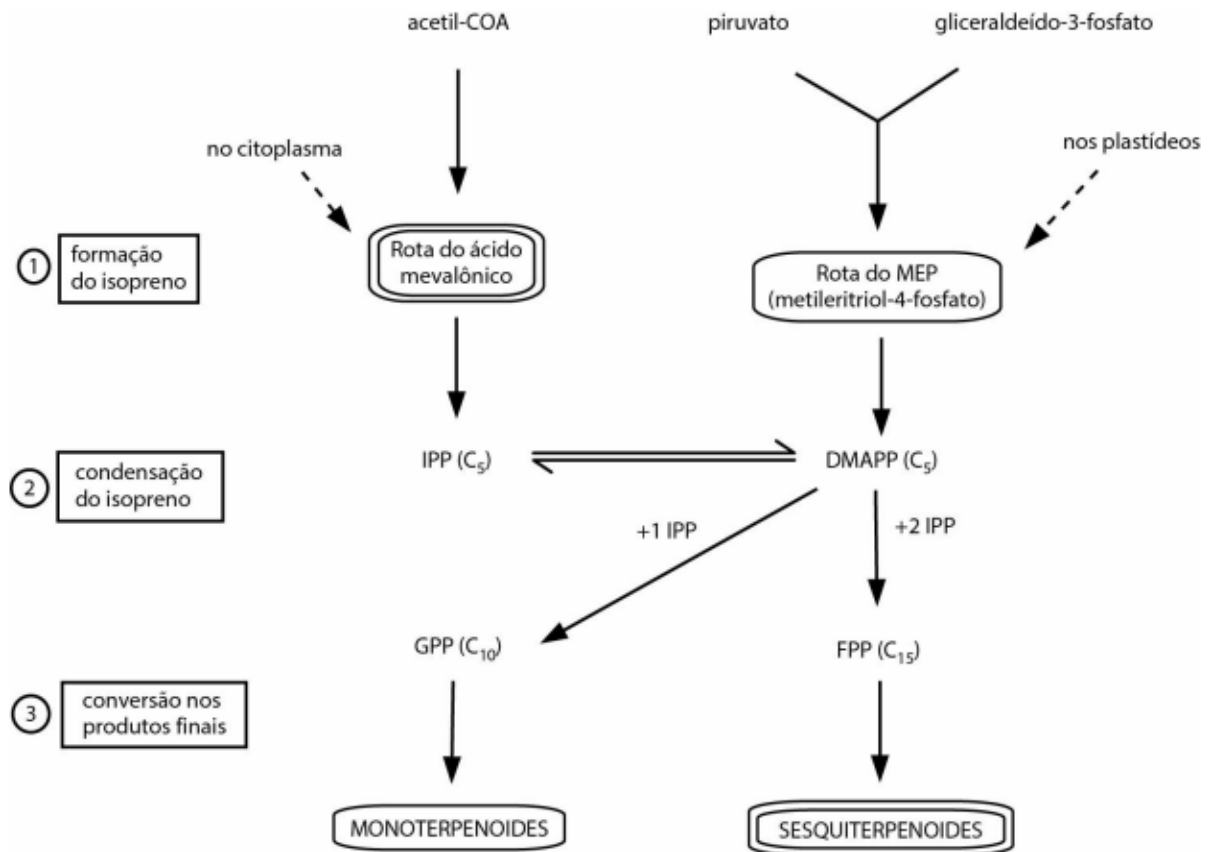 acetil-COA
piruvato
gliceraldeído-3-fosfato
no citoplasma
nos plastídeos
1
formação
do isopreno
Rota do ácido
mevalônico
Rota do MEP
(metileritriol-4-fosfato)
2
condensação
do isopreno
IPP (C5)
DMAPP (C5)
+1 IPP
+2 IPP
GPP (C10)
FPP (C15)
3
conversão nos
produtos finais
MONOTERPENOIDES
SESQUITERPENOIDES